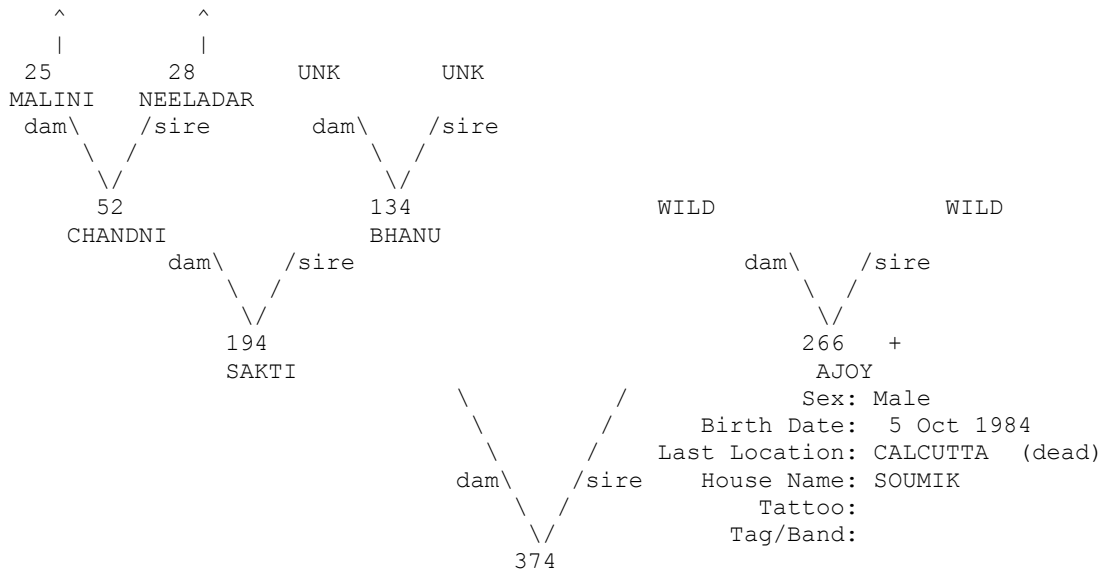 ^ ^
| |
25 28 UNK UNK
MALINI NEELADAR
dam\ /sire dam\ /sire
\ / \ /
\/ \/
52 134 WILD WILD
CHANDNI BHANU
dam\ /sire dam\ /sire
\ / \ /
\/ \/
194 266 +
SAKTI AJOY
\ / Sex: Male
\ / Birth Date: 5 Oct 1984
\ / Last Location: CALCUTTA (dead)
dam\ /sire House Name: SOUMIK
\ / Tattoo:
\/ Tag/Band:
374